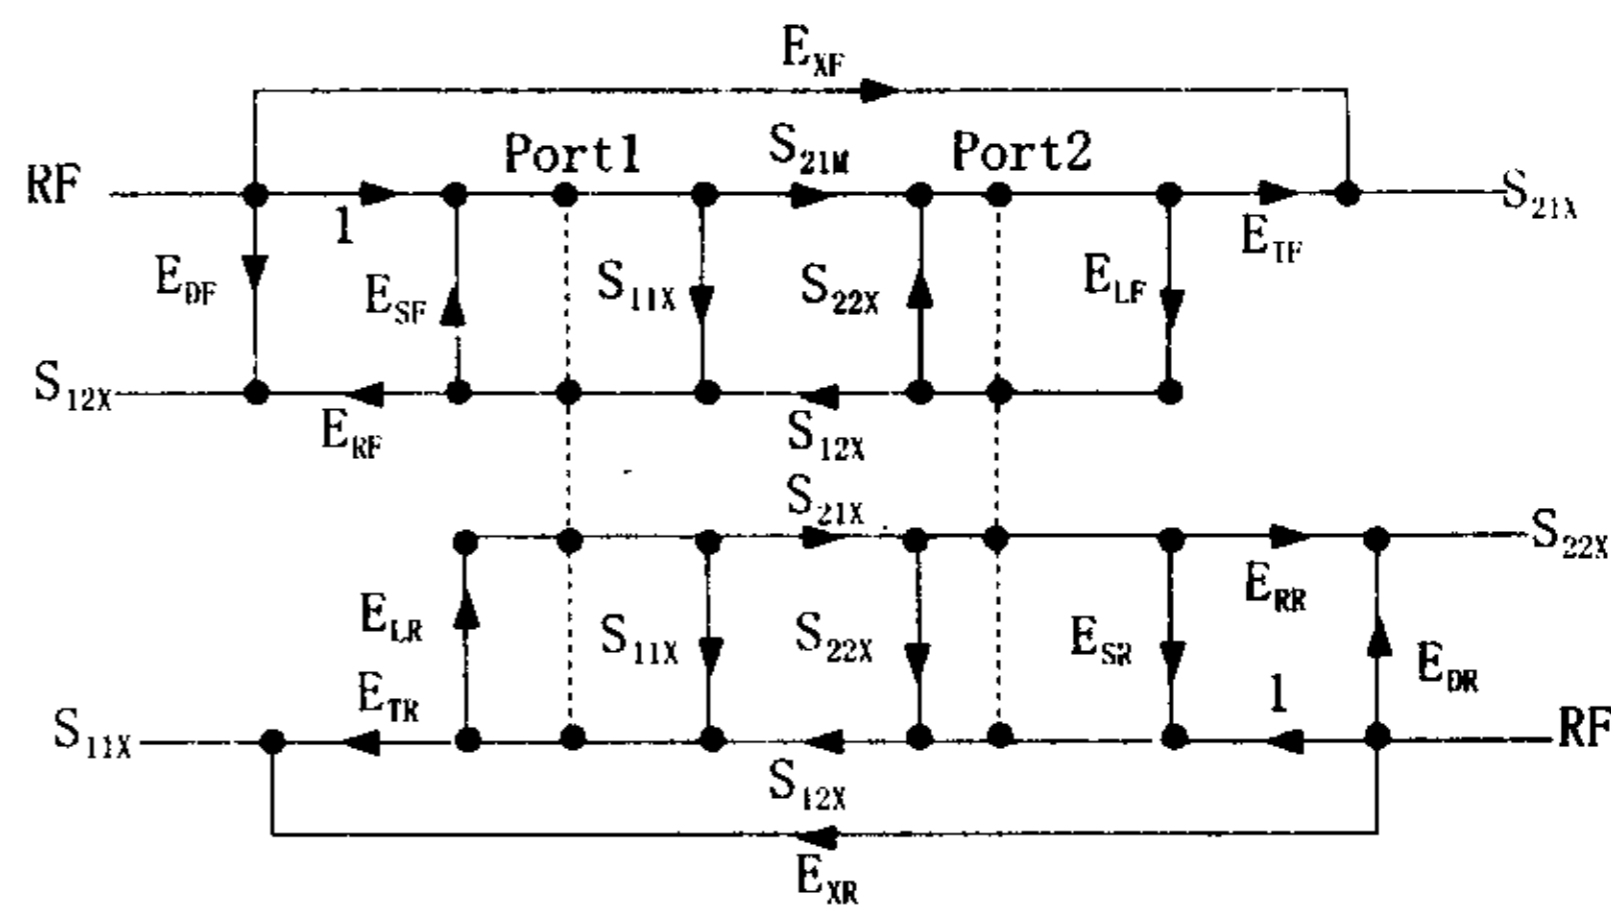 E_XF
Port1 S_21M Port2
RF 1 E_TF S_21X
E_DF E_SF S_11X S_22X E_LF
S_12X E_RF S_12X
S_21X
S_22X
E_LR S_11X S_22X E_SR E_RR
E_TR 1 E_DR
S_11X RF
S_12X
E_XR